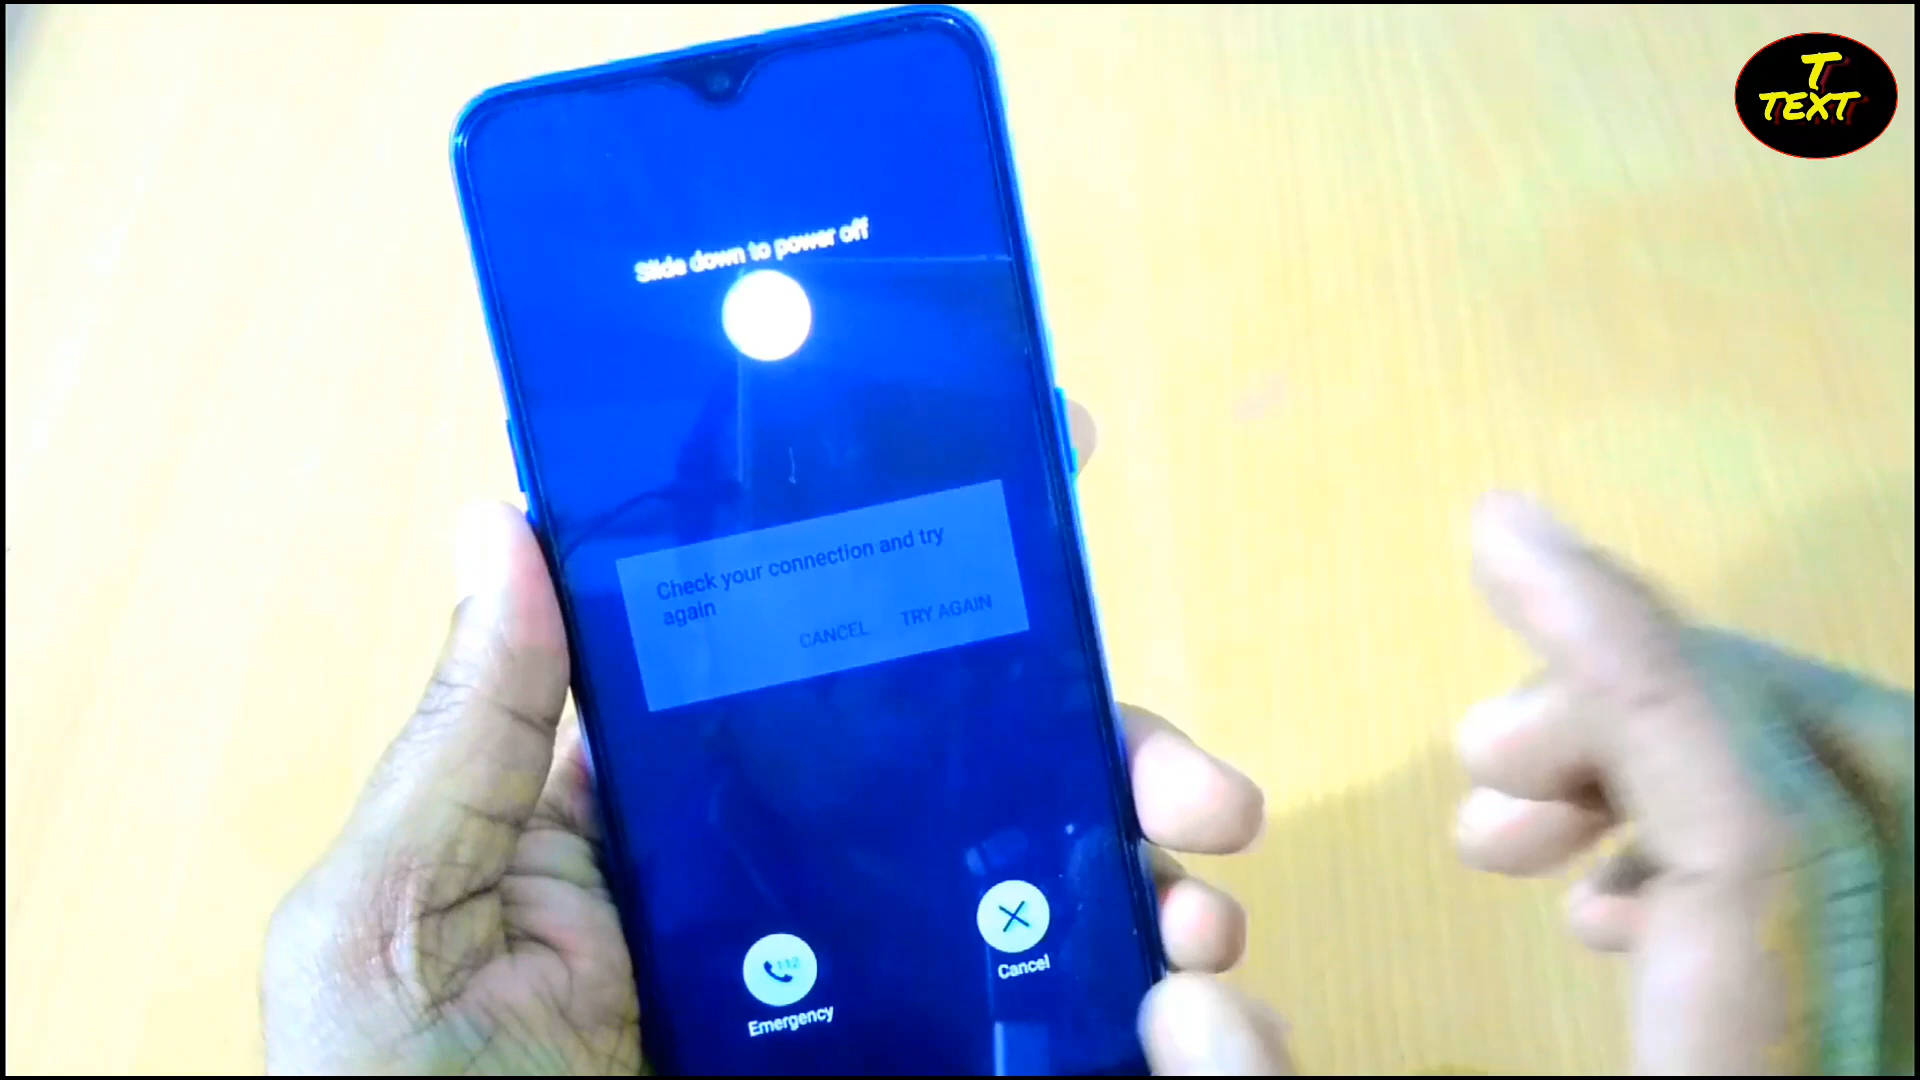 T
TEXT
Slide down to power off
Check your connection and try
again
CANCEL TRY AGAIN
112
Emergency
Cancel